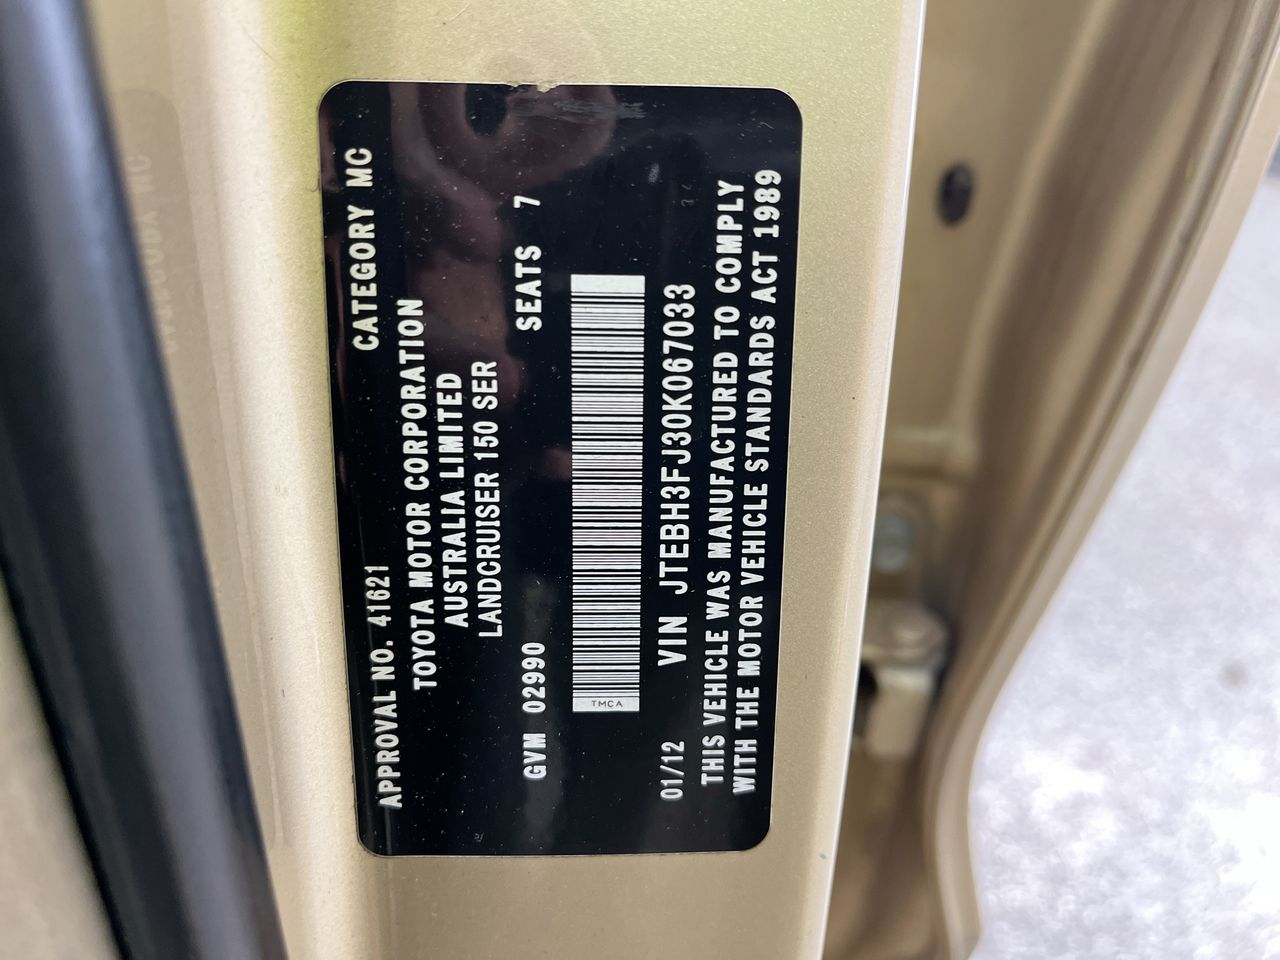 APPROVAL NO. 41621 CATEGORY MC
TOYOTA MOTOR CORPORATION
AUSTRALIA LIMITED
LANDCRUISER 150 SER
GVM 02990 SEATS 7
TMCA
01/12 VIN JTEBH3FJ30K067033
THIS VEHICLE WAS MANUFACTURED TO COMPLY
WITH THE MOTOR VEHICLE STANDARDS ACT 1989